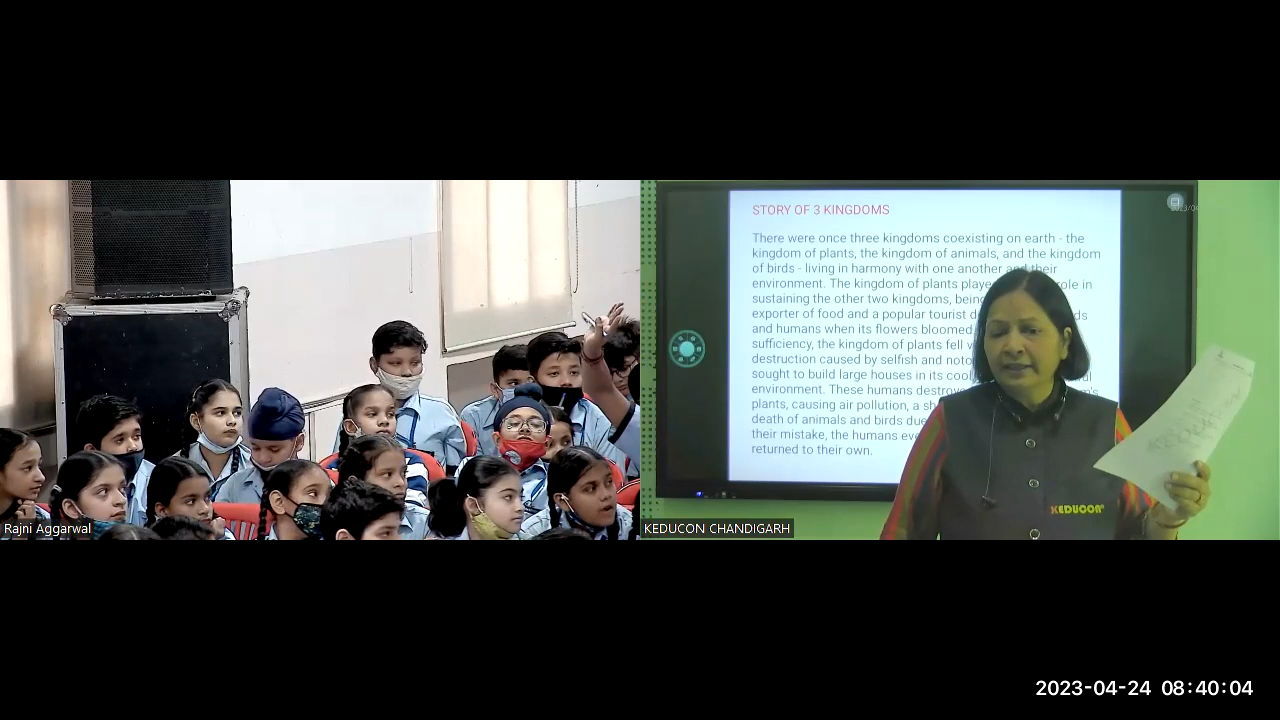 STORY OF 3 KINGDOMS
There were once three kingdoms coexisting on earth - the
kingdom of plants, the kingdom of animals, and the kingdom
of birds - living in harmony with one another and their
environment. The kingdom of plants role in
sustaining the other two kingdoms, being
exporter of food and a popular tourist
and humans when its flowers bloomed
sufficiency, the kingdom of plants fell
destruction caused by selfish and
sought to build large houses in its
environment. These humans
plants, causing air pollution, a
death of animals and birds due
their mistake, the humans
returned to their own.
KEDUCON
Rajni Aggarwal
KEDUCON CHANDIGARH
2023-04-24 08:40:04